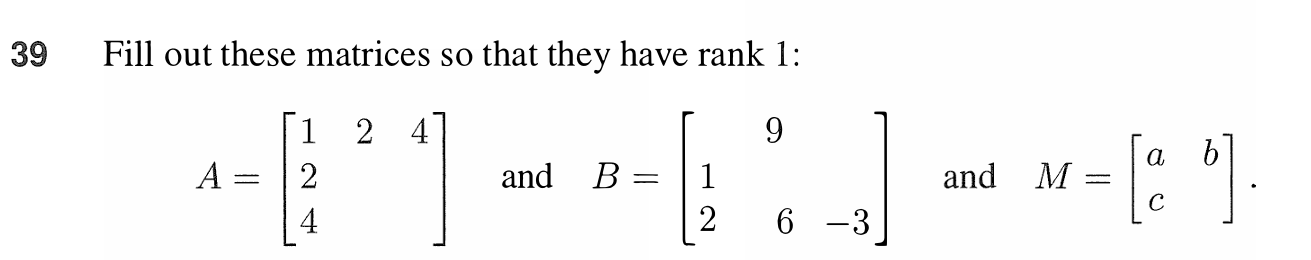 39 Fill out these matrices so that they have rank 1:
A = [1 2 4
2
4] and B = [ 9
1
2 6 −3] and M = [a b
c ].